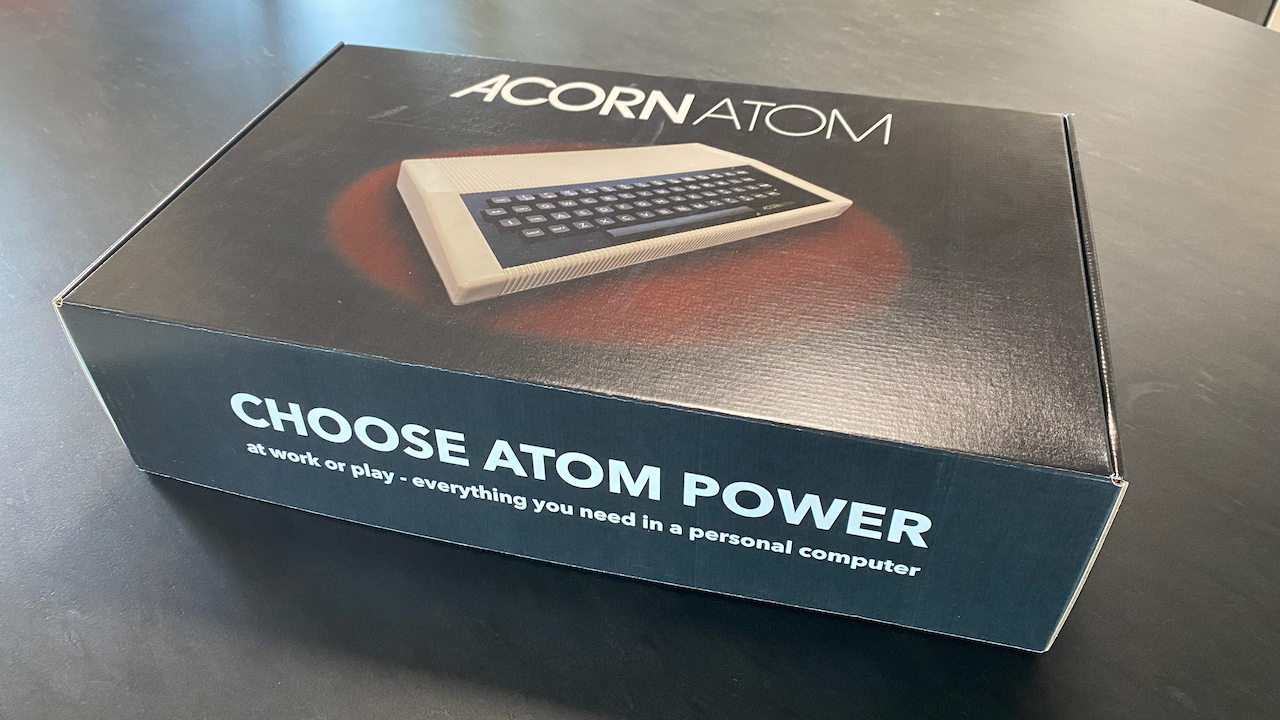 ACORN ATOM
CHOOSE ATOM POWER
at work or play - everything you need in a personal computer